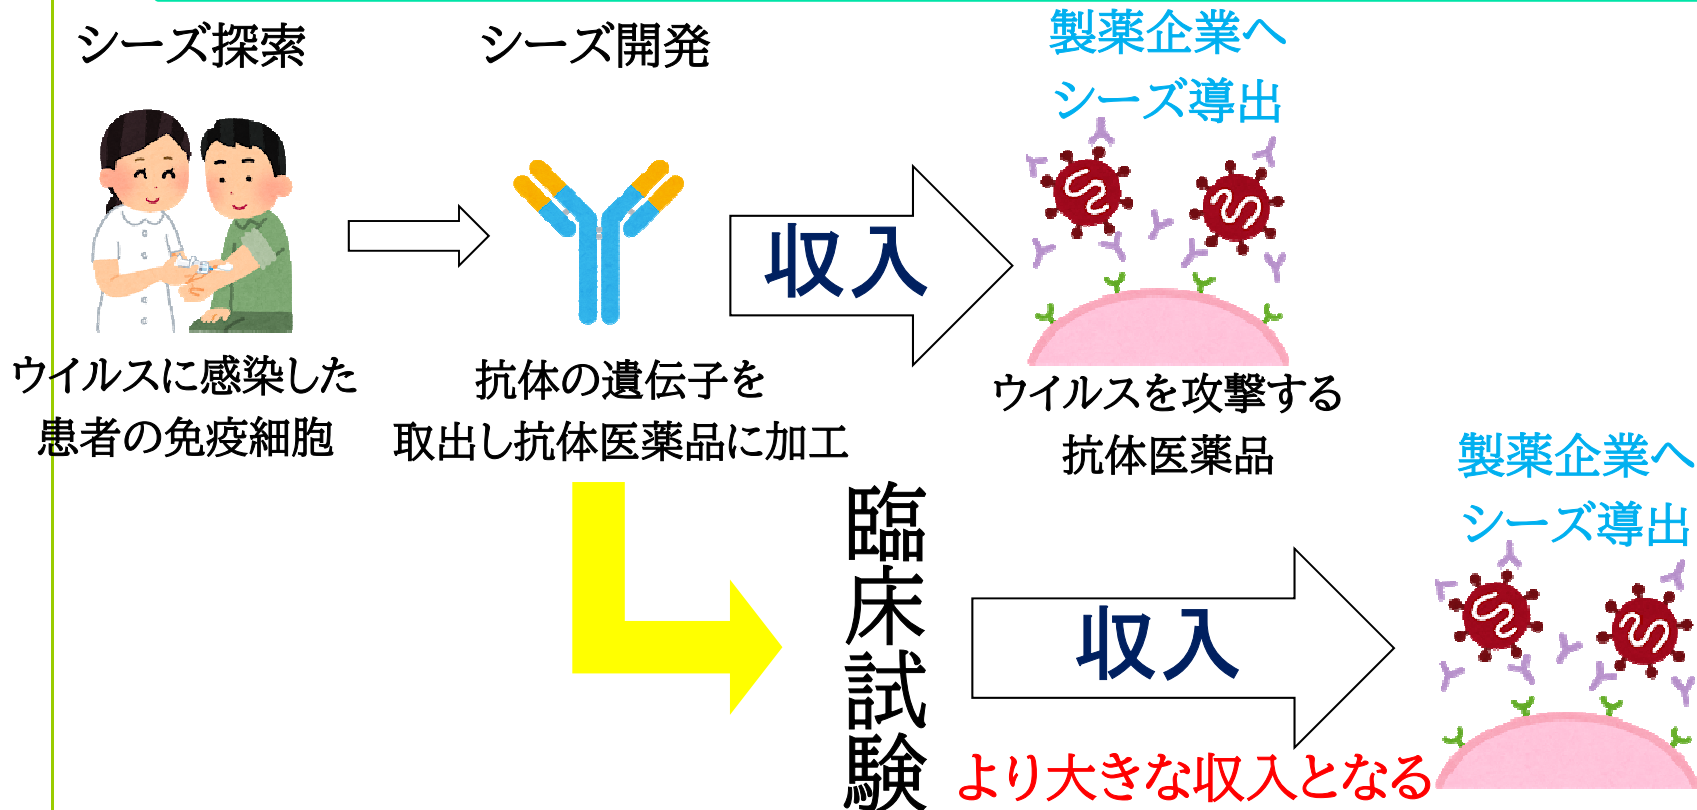 シーズ探索
シーズ開発
製薬企業へ
シーズ導出
収入
ウイルスに感染した
患者の免疫細胞
抗体の遺伝子を
取出し抗体医薬品に加工
ウイルスを攻撃する
抗体医薬品
臨床試験
収入
より大きな収入となる
製薬企業へ
シーズ導出